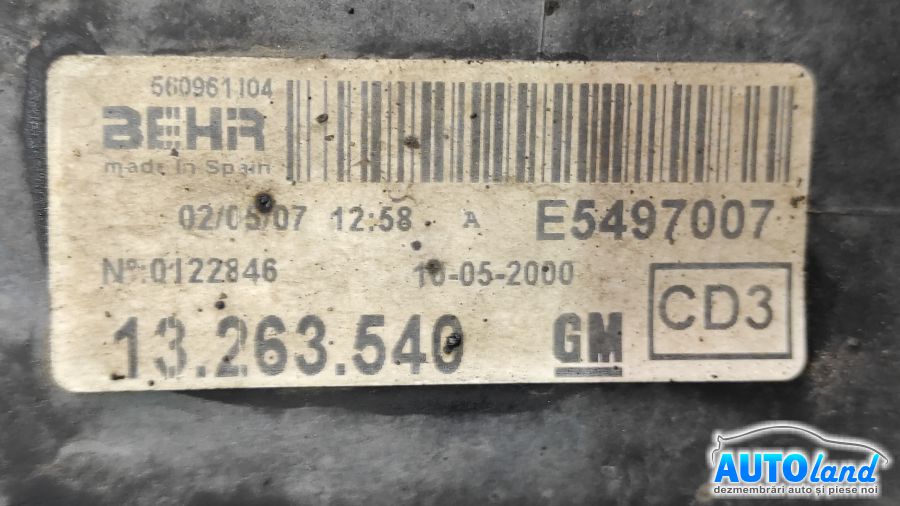 560961J04
BEHR
made in Spain
02/05/07 12:58 A E5497007
Nº:0122846 10-05-2000
13.263.540 GM CD3
AUTOland
dezmembrări auto și piese noi